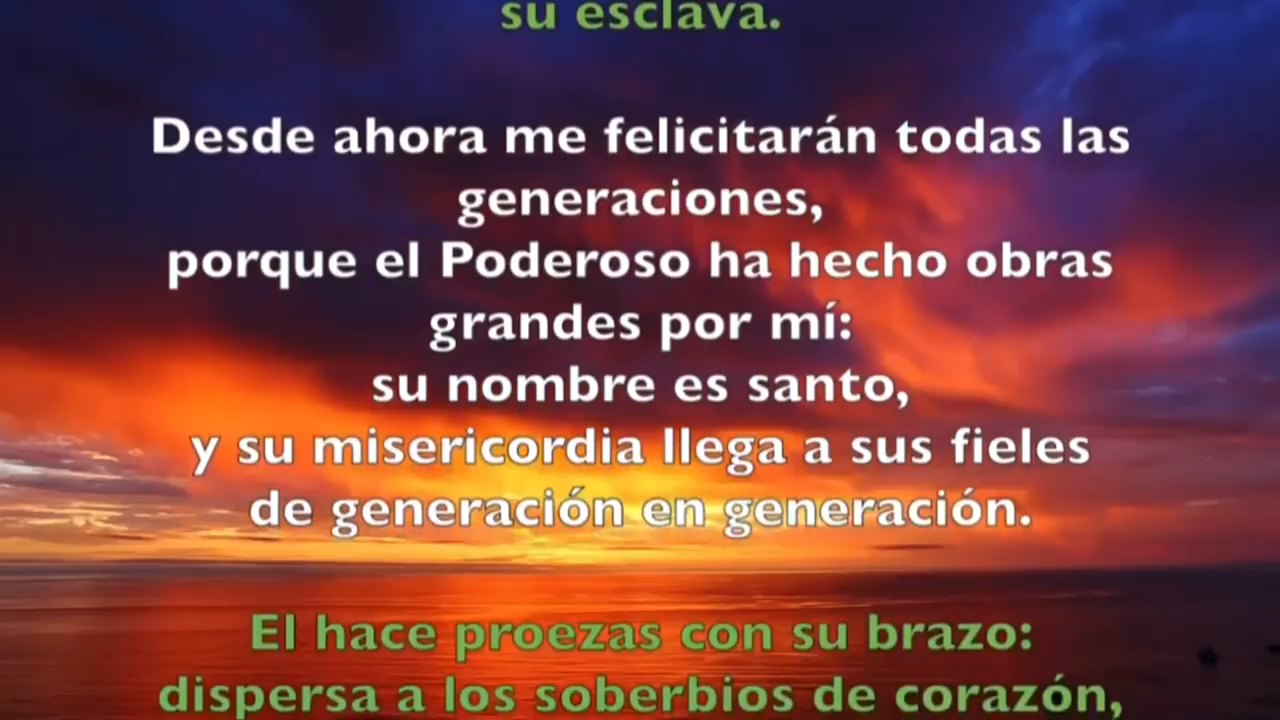 su esclava.
Desde ahora me felicitarán todas las
generaciones,
porque el Poderoso ha hecho obras
grandes por mí:
su nombre es santo,
y su misericordia llega a sus fieles
de generación en generación.
El hace proezas con su brazo:
dispersa a los soberbios de corazón,